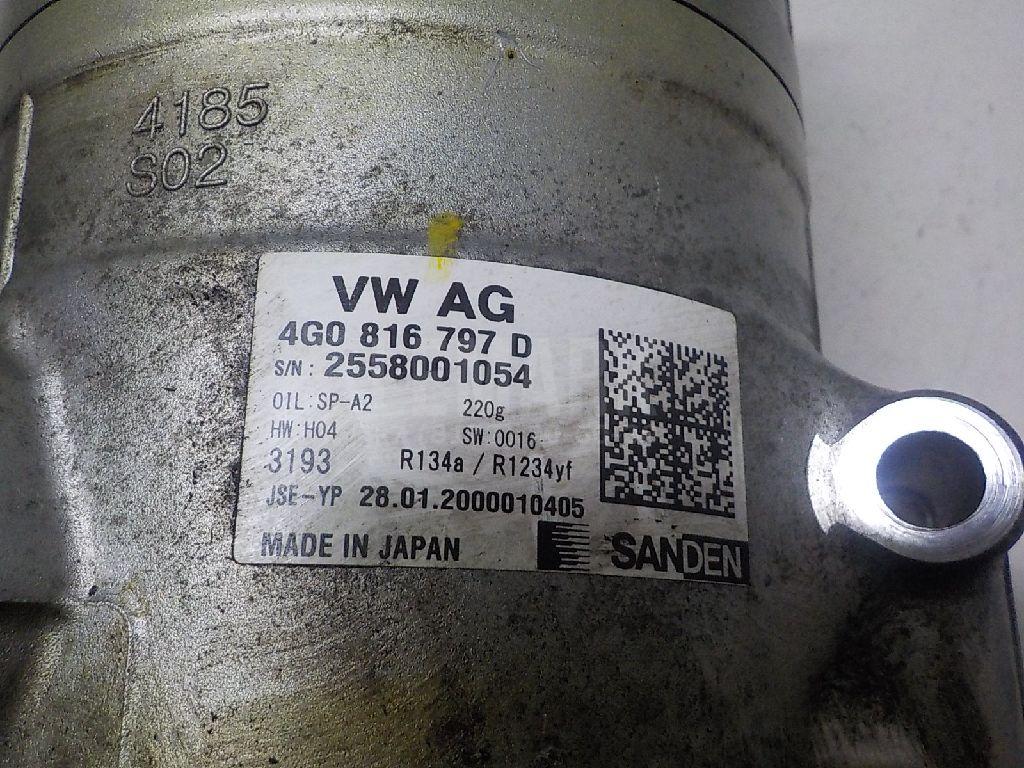 4185
S02
VW AG
4G0 816 797 D
S/N: 2558001054
OIL:SP-A2 220g
HW:H04 SW:0016
3193 R134a / R1234yf
JSE-YP 28.01.2000010405
MADE IN JAPAN SANDEN